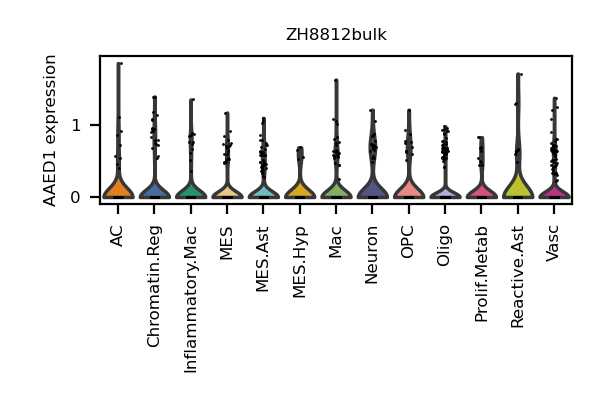 ZH8812bulk
AAED1 expression
1
0
AC
Chromatin.Reg
Inflammatory.Mac
MES
MES.Ast
MES.Hyp
Mac
Neuron
OPC
Oligo
Prolif.Metab
Reactive.Ast
Vasc